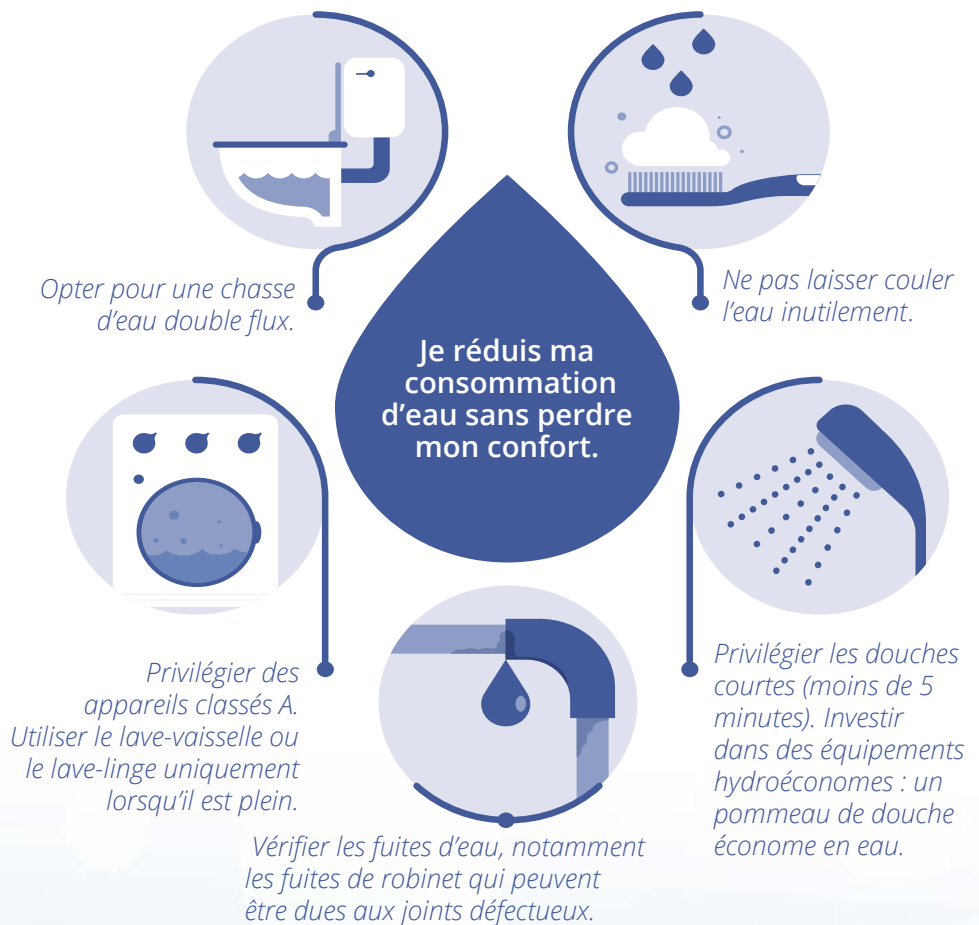 Opter pour une chasse
d'eau double flux.
Ne pas laisser couler
l'eau inutilement.
Je réduis ma
consommation
d'eau sans perdre
mon confort.
Privilégier des
appareils classés A.
Utiliser le lave-vaisselle ou
le lave-linge uniquement
lorsqu'il est plein.
Privilégier les douches
courtes (moins de 5
minutes). Investir
dans des équipements
hydroéconomes : un
pommeau de douche
économe en eau.
Vérifier les fuites d'eau, notamment
les fuites de robinet qui peuvent
être dues aux joints défectueux.